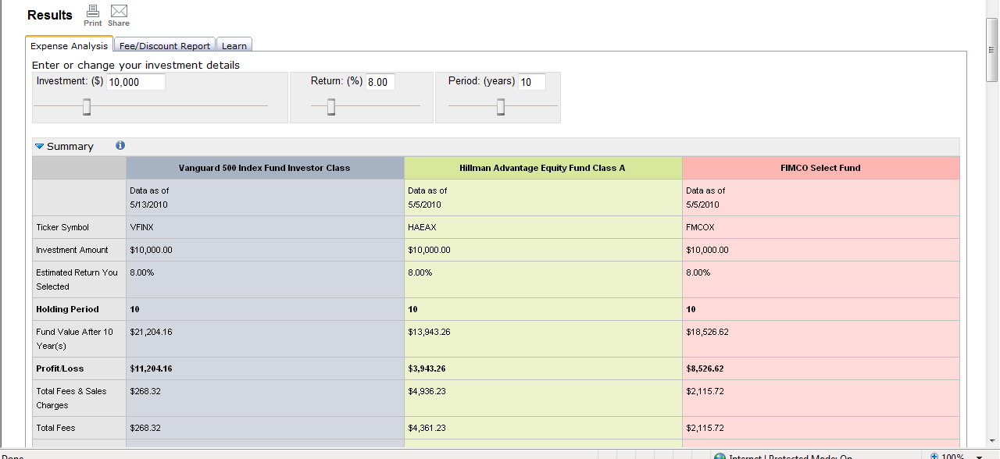 Results
Print Share
Expense Analysis Fee/Discount Report Learn
Enter or change your investment details
Investment: ($) 10,000 Return: (%) 8.00 Period: (years) 10
Summary
Vanguard 500 Index Fund Investor Class Hillman Advantage Equity Fund Class A FIMCO Select Fund
Data as of Data as of Data as of
5/13/2010 5/5/2010 5/5/2010
Ticker Symbol VFINX HAEAX FMCOX
Investment Amount $10,000.00 $10,000.00 $10,000.00
Estimated Return You 8.00% 8.00% 8.00%
Selected
Holding Period 10 10 10
Fund Value After 10 $21,204.16 $13,943.26 $18,526.62
Year(s)
Profit/Loss $11,204.16 $3,943.26 $8,526.62
Total Fees & Sales $268.32 $4,936.23 $2,115.72
Charges
Total Fees $268.32 $4,361.23 $2,115.72
Done Internet | Protected Mode: On 100%